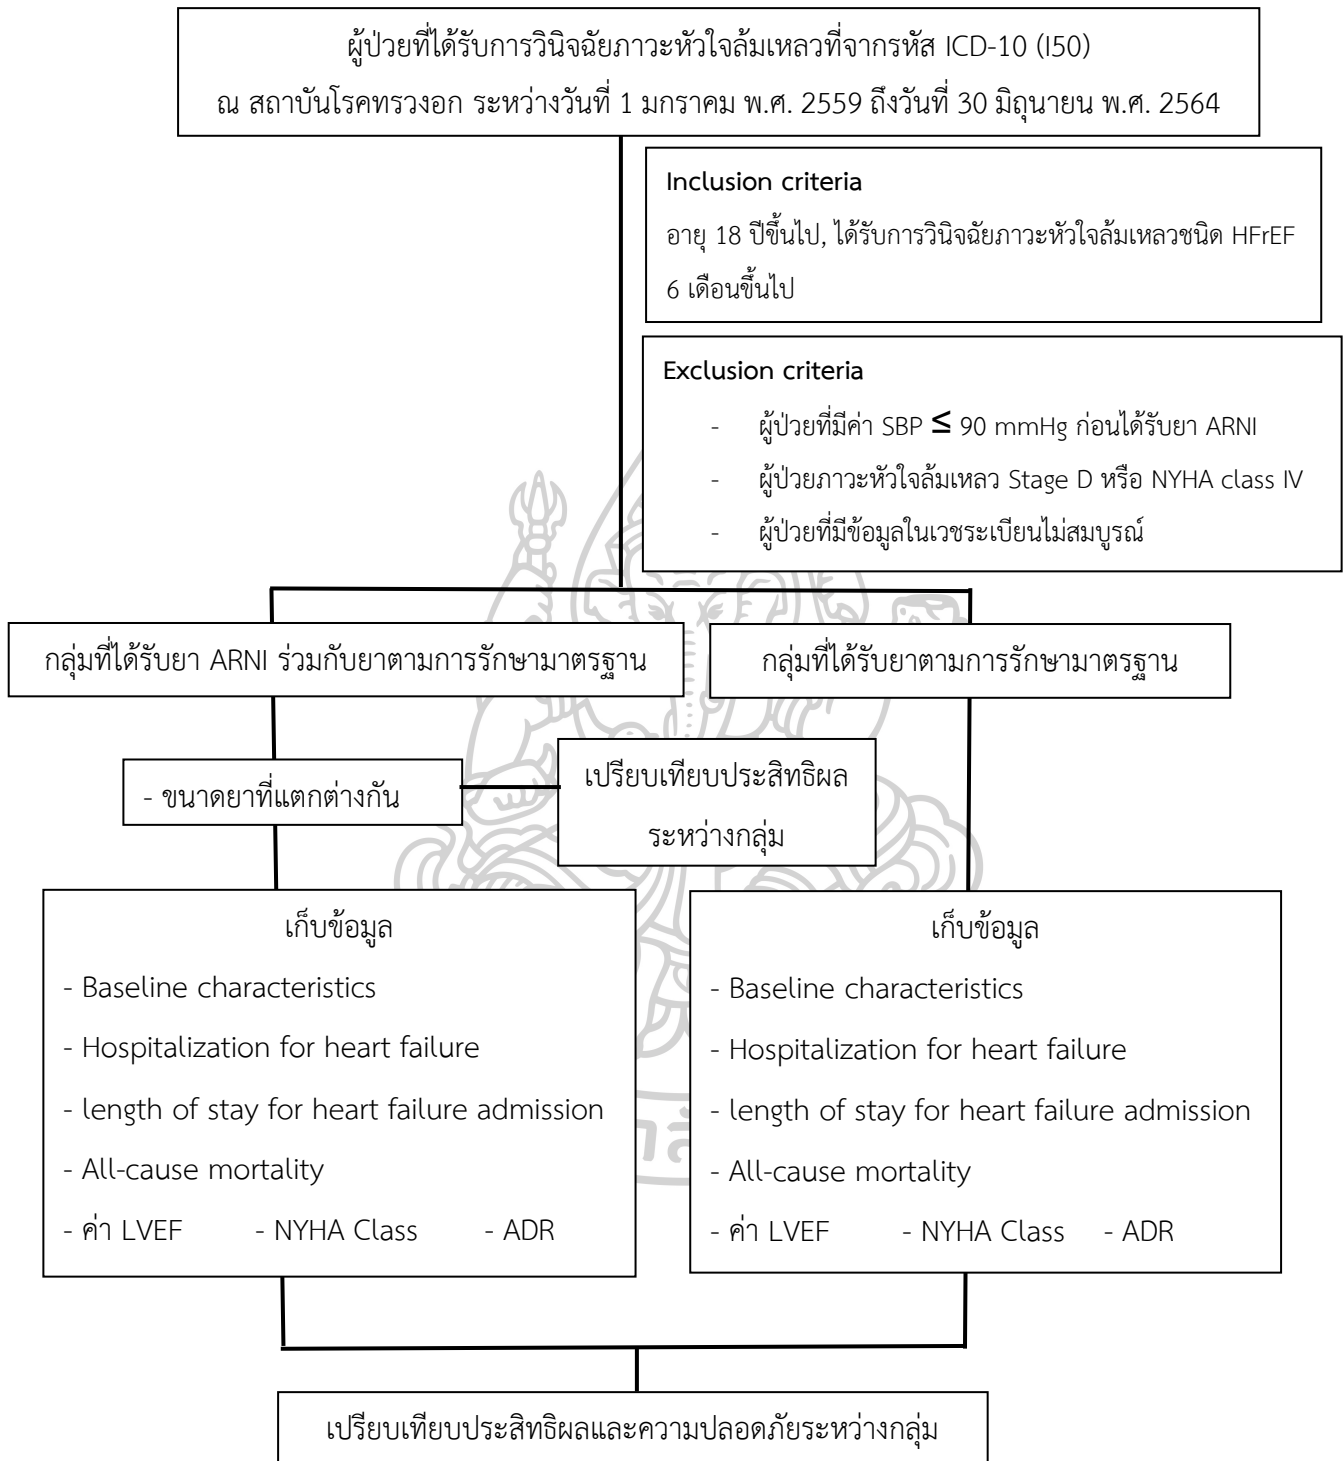 ผู้ป่วยที่ได้รับการวินิจฉัยภาวะหัวใจล้มเหลวที่จากรหัส ICD-10 (I50)
ณ สถาบันโรคทรวงอก ระหว่างวันที่ 1 มกราคม พ.ศ. 2559 ถึงวันที่ 30 มิถุนายน พ.ศ. 2564
Inclusion criteria
อายุ 18 ปีขึ้นไป, ได้รับการวินิจฉัยภาวะหัวใจล้มเหลวชนิด HFrEF
6 เดือนขึ้นไป
Exclusion criteria
- ผู้ป่วยที่มีค่า SBP ≤ 90 mmHg ก่อนได้รับยา ARNI
- ผู้ป่วยภาวะหัวใจล้มเหลว Stage D หรือ NYHA class IV
- ผู้ป่วยที่มีข้อมูลในเวชระเบียนไม่สมบูรณ์
กลุ่มที่ได้รับยา ARNI ร่วมกับยาตามการรักษามาตรฐาน
กลุ่มที่ได้รับยาตามการรักษามาตรฐาน
- ขนาดยาที่แตกต่างกัน
เปรียบเทียบประสิทธิผล
ระหว่างกลุ่ม
เก็บข้อมูล
- Baseline characteristics
- Hospitalization for heart failure
- length of stay for heart failure admission
- All-cause mortality
- ค่า LVEF - NYHA Class - ADR
เก็บข้อมูล
- Baseline characteristics
- Hospitalization for heart failure
- length of stay for heart failure admission
- All-cause mortality
- ค่า LVEF - NYHA Class - ADR
เปรียบเทียบประสิทธิผลและความปลอดภัยระหว่างกลุ่ม